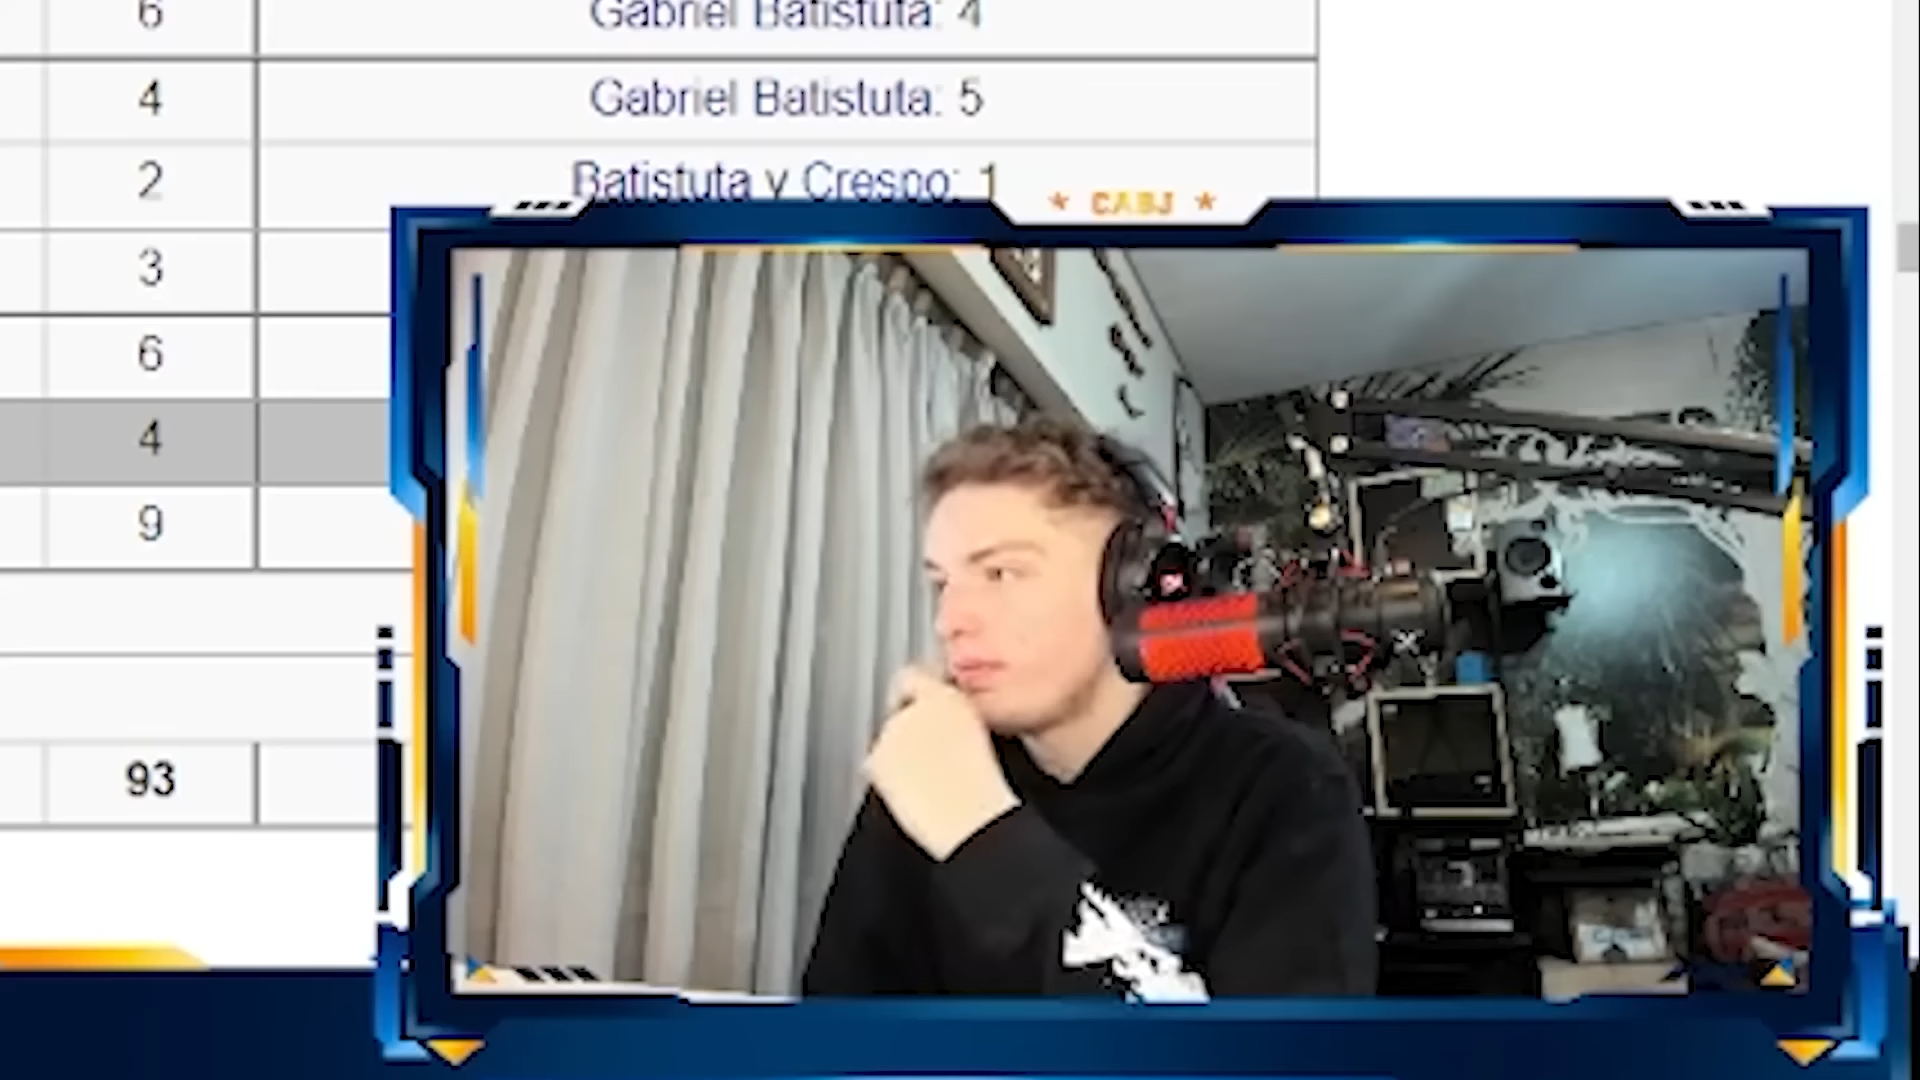 6 Gabriel Batistuta: 4
4 Gabriel Batistuta: 5
2 Batistuta y Crespo: 1
* CABJ *
3
6
4
9
93